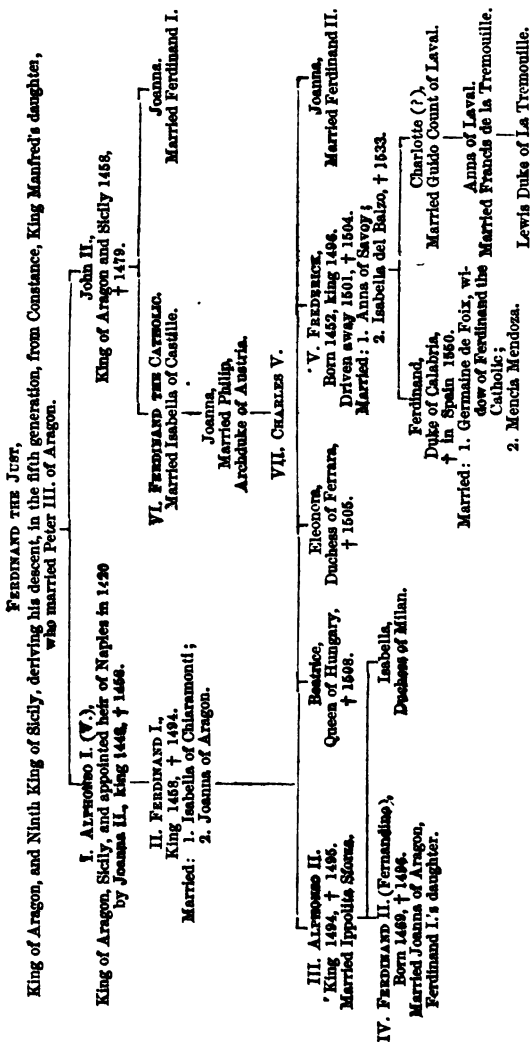 FERDINAND THE JUST,
King of Aragon, and Ninth King of Sicily, deriving his descent, in the fifth generation, from Constance, King Manfred's daughter,
who married Peter III. of Aragon.
I. ALPHONSO I. (V.),
King of Aragon, Sicily, and appointed heir of Naples in 1420
by Joanna II., king 1442, † 1458.
John II.,
King of Aragon and Sicily 1458,
† 1479.
II. FERDINAND I.,
King 1458, † 1494.
Married: 1. Isabella of Chiaramonti;
2. Joanna of Aragon.
VI. FERDINAND THE CATHOLIC.
Married Isabella of Castille.
Joanna.
Married Ferdinand I.
Joanna,
Married Philip,
Archduke of Austria.
VII. CHARLES V.
III. ALPHONSO II.
King 1494, † 1495.
Married Ippolita Sforza.
Beatrice,
Queen of Hungary,
† 1508.
Eleonora,
Duchess of Ferrara,
† 1505.
V. FREDERICK,
Born 1452, king 1496.
Driven away 1501, † 1504.
Married: 1. Anna of Savoy;
2. Isabella del Balzo, † 1533.
Joanna,
Married Ferdinand II.
IV. FERDINAND II. (Fernandino),
Born 1469, † 1496.
Married Joanna of Aragon,
Ferdinand I.'s daughter.
Isabella,
Duchess of Milan.
Ferdinand,
Duke of Calabria,
† in Spain 1550.
Married: 1. Germaine de Foix, wi-
dow of Ferdinand the
Catholic;
2. Mencia Mendoza.
Charlotte (?),
Married Guido Count of Laval.
Anna of Laval.
Married Francis de la Tremouille.
Lewis Duke of La Tremouille.